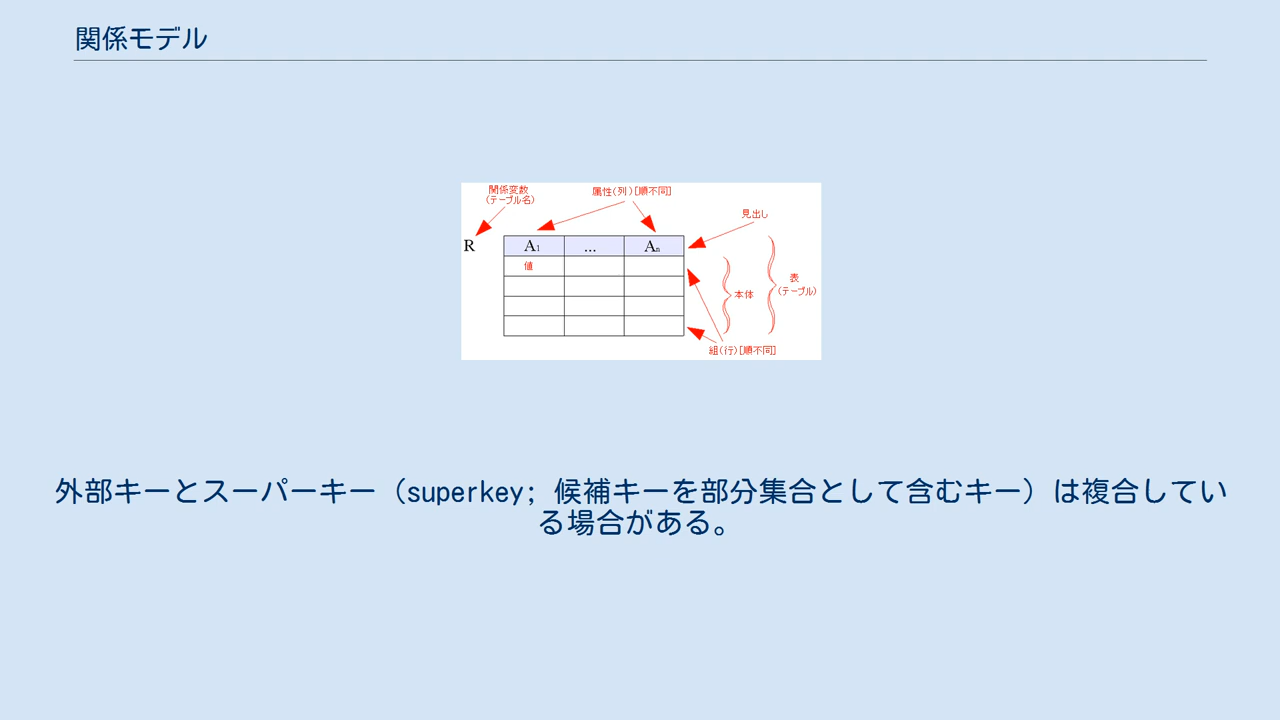 関係モデル
関係変数
(テーブル名)
属性(列)[順不同]
見出し
R
A1
...
An
値
本体
表
(テーブル)
組(行)[順不同]
外部キーとスーパーキー（superkey; 候補キーを部分集合として含むキー）は複合してい
る場合がある。